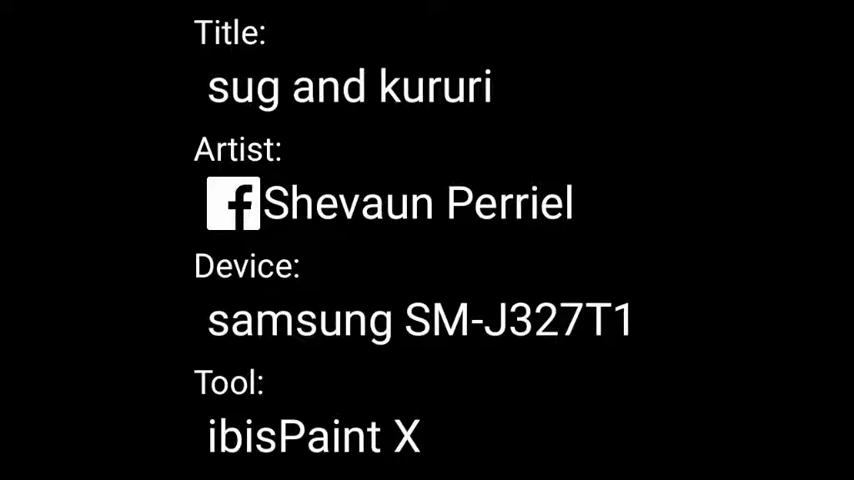 Title:
sug and kururi
Artist:
Shevaun Perriel
Device:
samsung SM-J327T1
Tool:
ibisPaint X